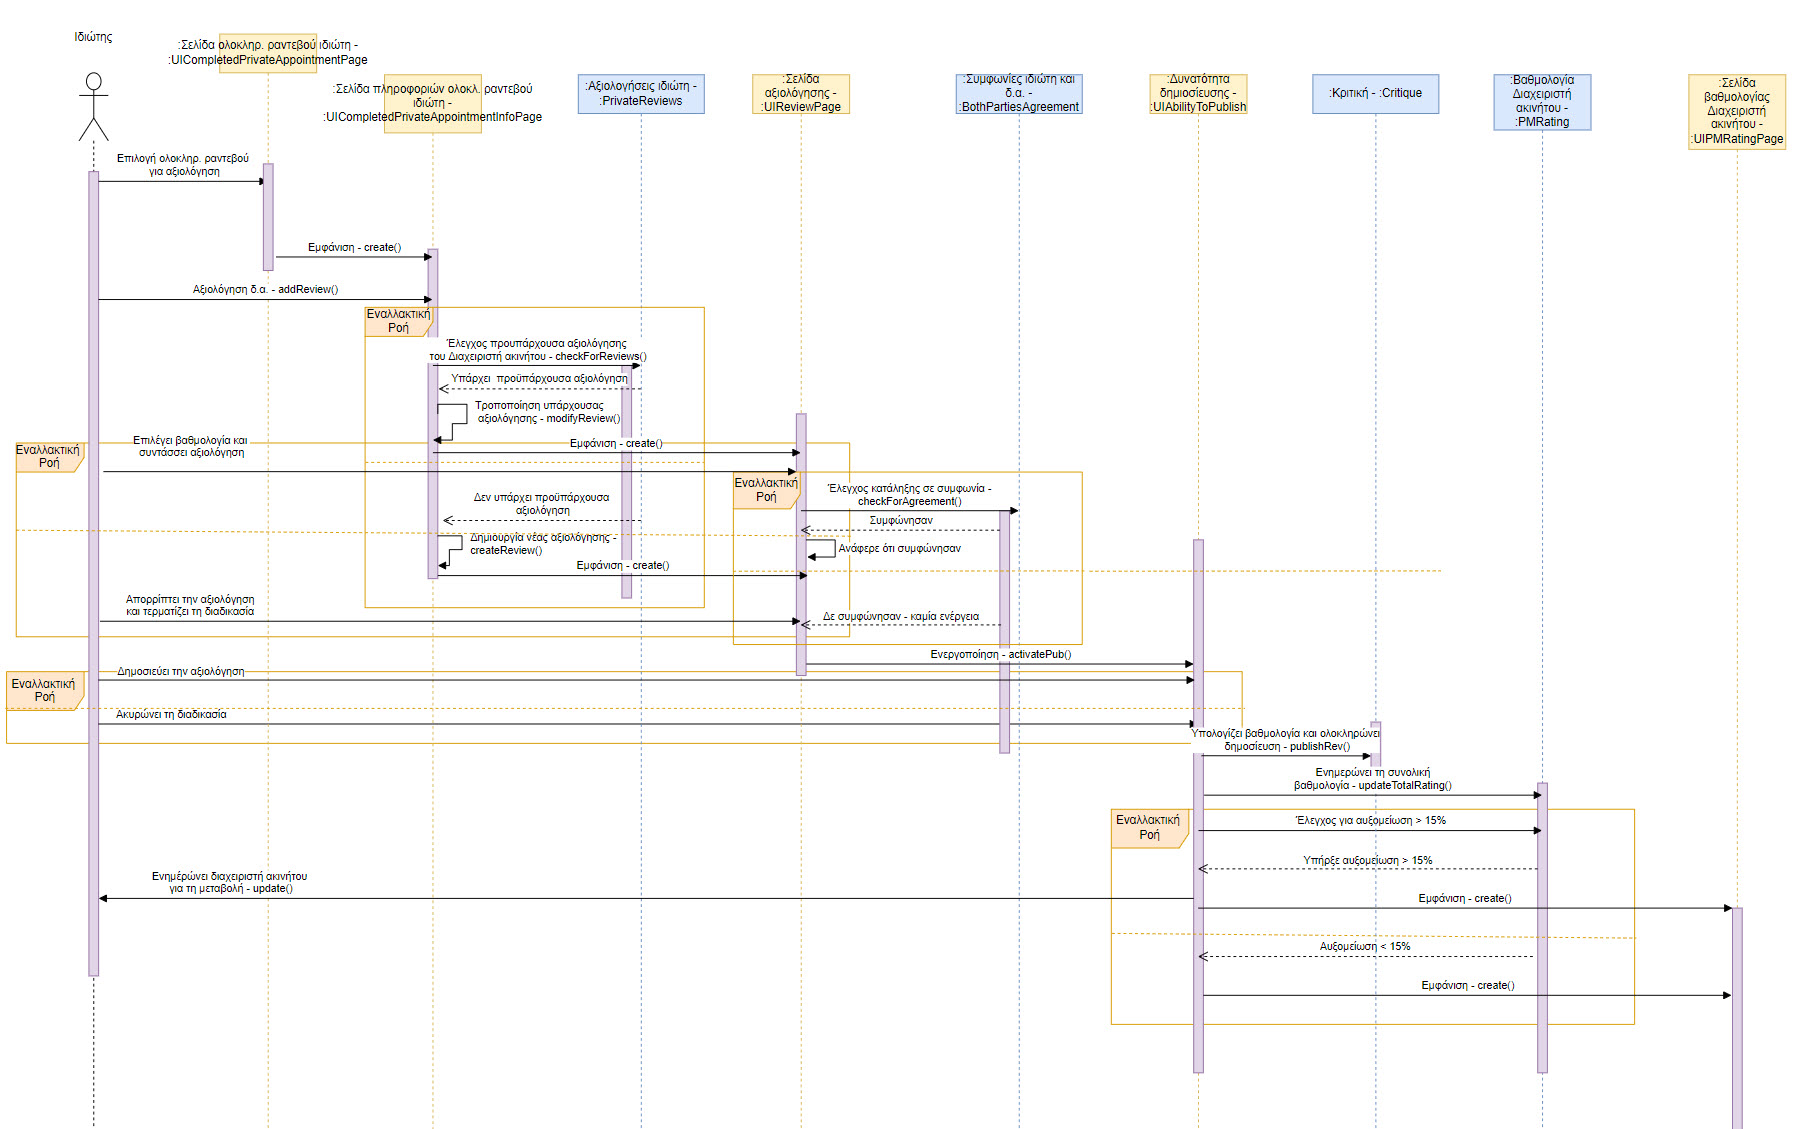 Ιδιώτης
:Σελίδα ολοκληρ. ραντεβού ιδιώτη -
:UICompletedPrivateAppointmentPage
:Σελίδα πληροφοριών ολοκλ. ραντεβού
ιδιώτη -
:UICompletedPrivateAppointmentInfoPage
:Αξιολογήσεις ιδιώτη -
:PrivateReviews
:Σελίδα
αξιολόγησης -
:UIReviewPage
:Συμφωνίες ιδιώτη και
δ.α. -
:BothPartiesAgreement
:Δυνατότητα
δημοσίευσης -
:UIAbilityToPublish
:Κριτική - :Critique
:Βαθμολογία
Διαχειριστή
ακινήτου -
:PMRating
:Σελίδα
βαθμολογίας
Διαχειριστή
ακινήτου -
:UIPMRatingPage
Επιλογή ολοκληρ. ραντεβού
για αξιολόγηση
Εμφάνιση - create()
Αξιολόγηση δ.α. - addReview()
Εναλλακτική
Ροή
Έλεγχος προυπάρχουσα αξιολόγησης
του Διαχειριστή ακινήτου - checkForReviews()
Υπάρχει  προϋπάρχουσα αξιολόγηση
Τροποποίηση υπάρχουσας
αξιολόγησης - modifyReview()
Εμφάνιση - create()
Εναλλακτική
Ροή
Επιλέγει βαθμολογία και
συντάσσει αξιολόγηση
Εναλλακτική
Ροή
Έλεγχος κατάληξης σε συμφωνία -
checkForAgreement()
Δεν υπάρχει προϋπάρχουσα
αξιολόγηση
Συμφώνησαν
Δημιουργία νέας αξιολόγησης -
createReview()
Ανάφερε ότι συμφώνησαν
Εμφάνιση - create()
Απορρίπτει την αξιολόγηση
και τερματίζει τη διαδικασία
Δε συμφώνησαν - καμία ενέργεια
Ενεργοποίηση - activatePub()
Εναλλακτική
Ροή
Δημοσιεύει την αξιολόγηση
Ακυρώνει τη διαδικασία
Υπολογίζει βαθμολογία και ολοκληρώνει
δημοσίευση - publishRev()
Ενημερώνει τη συνολική
βαθμολογία - updateTotalRating()
Εναλλακτική
Ροή
Έλεγχος για αυξομείωση > 15%
Υπήρξε αυξομείωση > 15%
Ενημέρώνει διαχειριστή ακινήτου
για τη μεταβολή - update()
Εμφάνιση - create()
Αυξομείωση < 15%
Εμφάνιση - create()